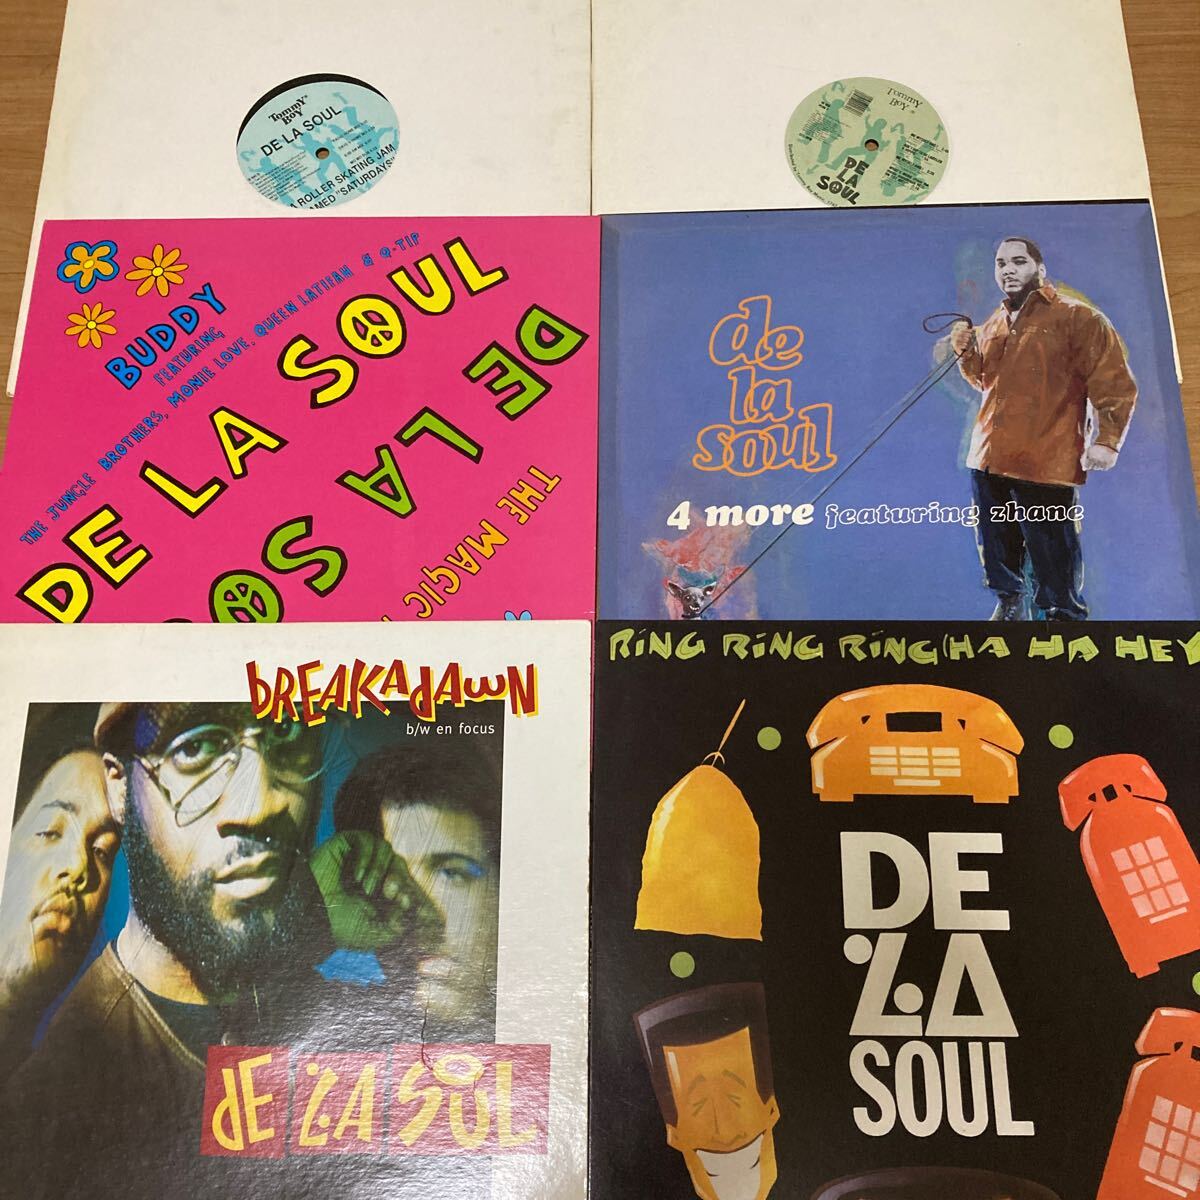 Tommy
BOY
DE LA SOUL
A ROLLER SKATING JAM
NAMED "SATURDAYS"
Tommy
BOY
DE
LA
SOUL
BUDDY
FEATURING
THE JUNGLE BROTHERS, MONIE LOVE, QUEEN LATIFAH & Q-TIP
DE LA SOUL
DE LA
SO
THE MAGIC
de
la
soul
4 more featuring zhane
BREAKADAWN
b/w en focus
DE LA SOUL
RING RING RING (HA HA HEY
DE
LA
SOUL